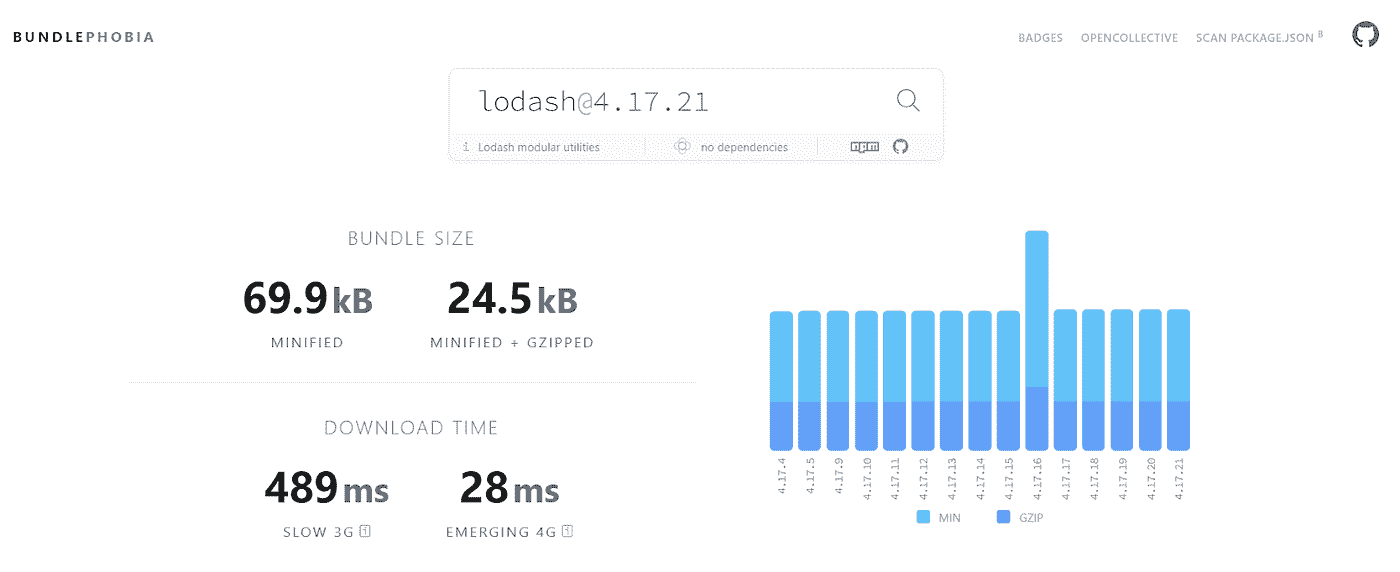 BUNDLEPHOBIA
BADGES OPENCOLLECTIVE SCAN PACKAGE.JSON β
lodash@4.17.21
i Lodash modular utilities no dependencies npm
BUNDLE SIZE
69.9 kB 24.5 kB
MINIFIED MINIFIED + GZIPPED
DOWNLOAD TIME
489 ms 28 ms
SLOW 3G i EMERGING 4G i
4.17.4 4.17.5 4.17.9 4.17.10 4.17.11 4.17.12 4.17.13 4.17.14 4.17.15 4.17.16 4.17.17 4.17.18 4.17.19 4.17.20 4.17.21
MIN GZIP